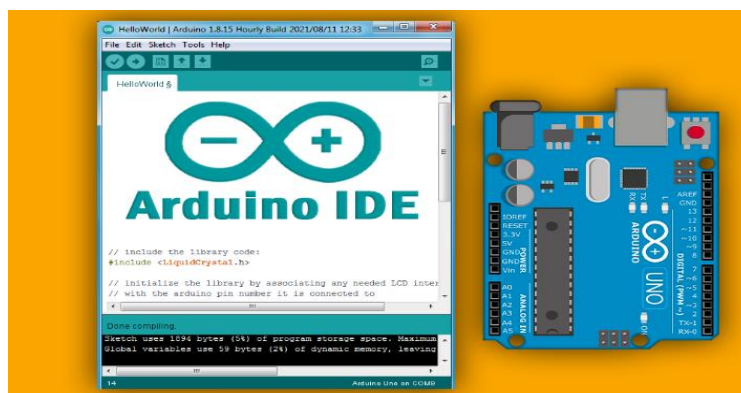 HelloWorld | Arduino 1.8.15 Hourly Build 2021/08/11 12:33
File Edit Sketch Tools Help
HelloWorld §
Arduino IDE
// include the library code:
#include <LiquidCrystal.h>
// initialize the library by associating any needed LCD inter
// with the arduino pin number it is connected to
Done compiling.
Sketch uses 1894 bytes (5%) of program storage space. Maximum
Global variables use 59 bytes (2%) of dynamic memory, leaving
14
Arduino Uno on COM9
IOREF
RESET
3.3V
5V
GND
GND
Vin
POWER
A0
A1
A2
A3
A4
A5
ANALOG IN
TX
RX
L
ARDUINO
UNO
ON
AREF
GND
13
12
~11
~10
~9
8
7
~6
~5
4
~3
2
TX-1
RX-0
DIGITAL (PWM ~)